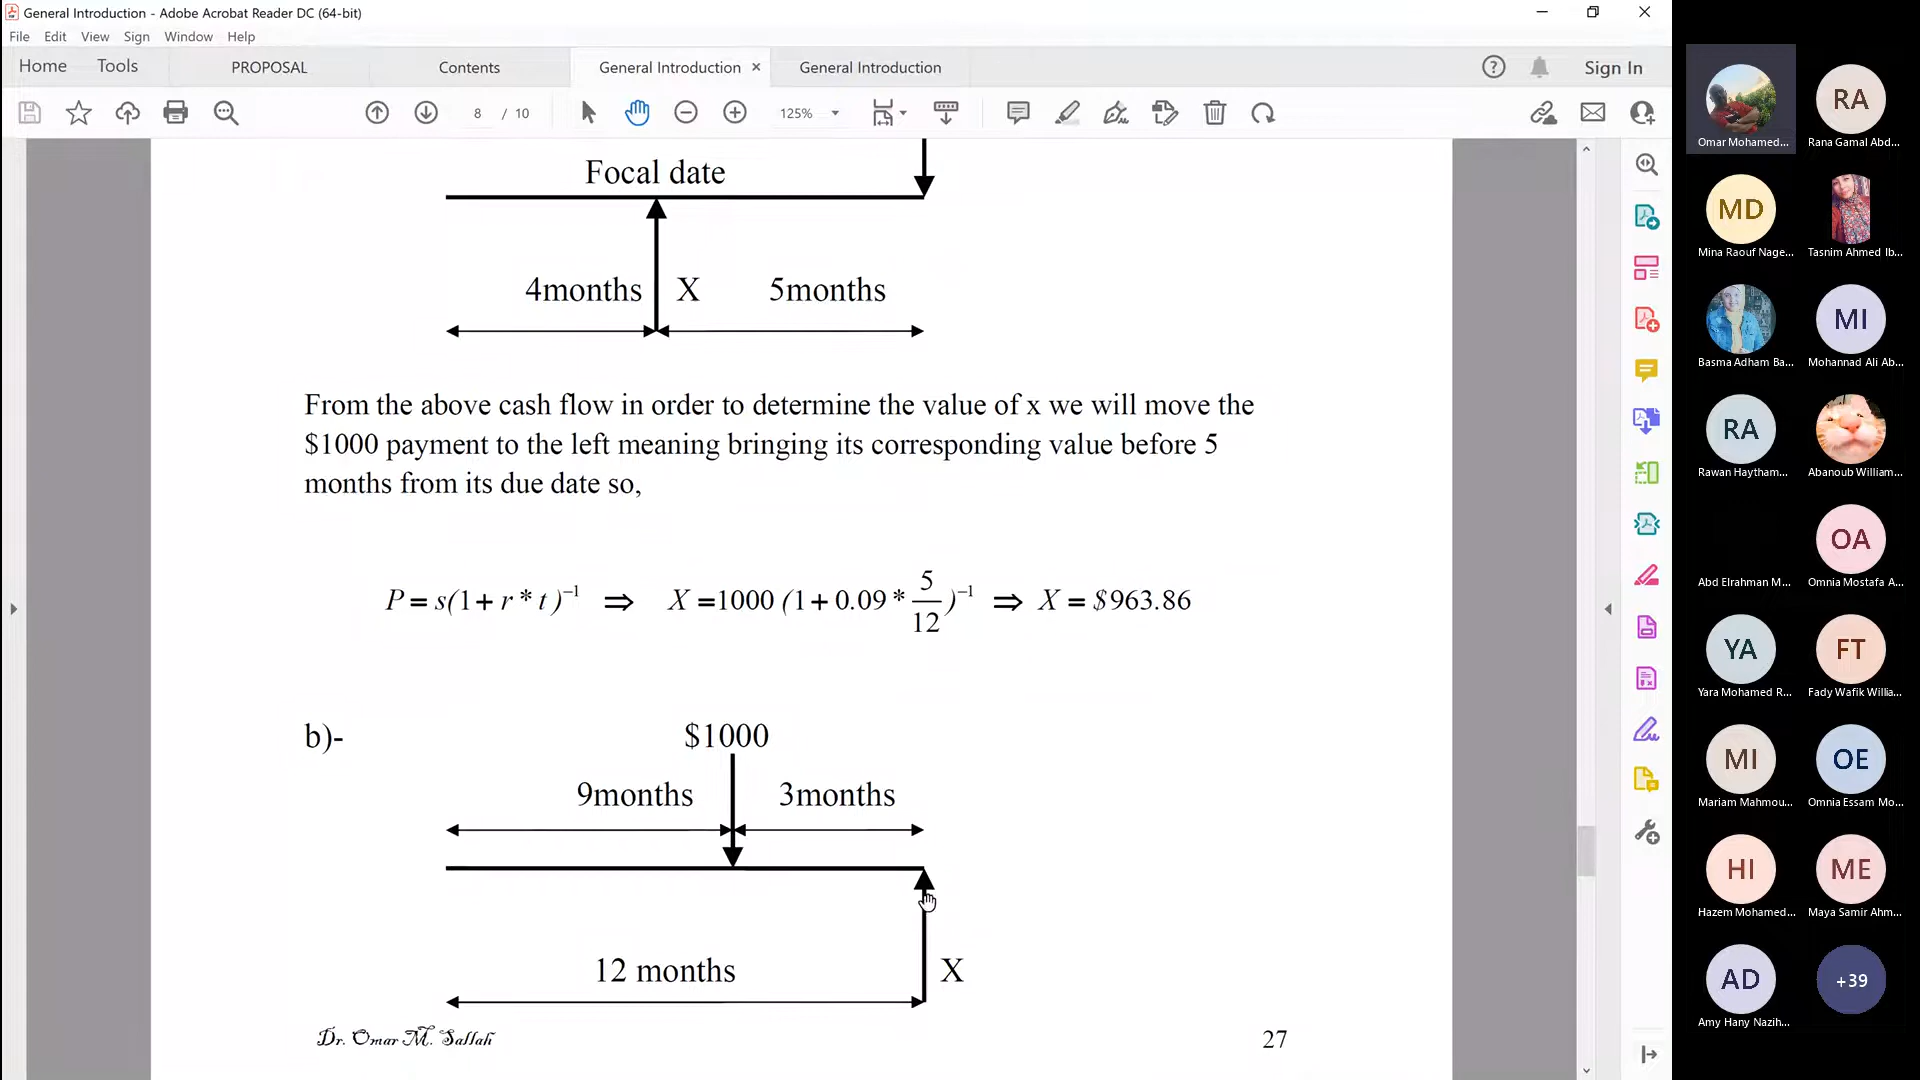 General Introduction - Adobe Acrobat Reader DC (64-bit)
File Edit View Sign Window Help
Home Tools PROPOSAL Contents General Introduction × General Introduction Sign In
8 / 10 125%
Focal date
4months X 5months
From the above cash flow in order to determine the value of x we will move the
$1000 payment to the left meaning bringing its corresponding value before 5
months from its due date so,
P = s(1 + r * t)⁻¹ ⇒ X = 1000 (1 + 0.09 * 5/12)⁻¹ ⇒ X = $963.86
b)- $1000
9months 3months
12 months X
Dr. Omar M. Sallah 27
Omar Mohamed...
RA
Rana Gamal Abd...
MD
Mina Raouf Nage...
Tasnim Ahmed Ib...
Basma Adham Ba...
MI
Mohannad Ali Ab...
RA
Rawan Haytham...
Abanoub William...
Abd Elrahman M...
OA
Omnia Mostafa A...
YA
Yara Mohamed R...
FT
Fady Wafik Willia...
MI
Mariam Mahmou...
OE
Omnia Essam Mo...
HI
Hazem Mohamed...
ME
Maya Samir Ahm...
AD
Amy Hany Nazih...
+39